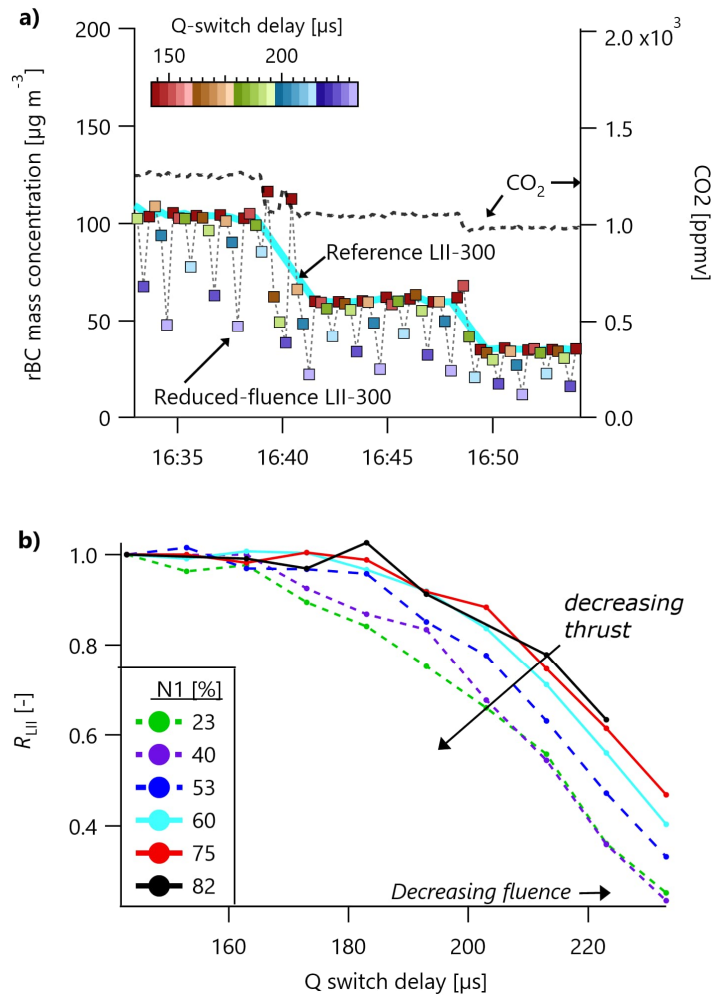 a)
Q-switch delay [µs]
150 200
200
150
100
50
0
rBC mass concentration [µg m⁻³]
2.0 x10³
1.5
1.0
0.5
0.0
CO2 [ppmv]
CO₂
Reference LII-300
Reduced-fluence LII-300
16:35 16:40 16:45 16:50
b)
1.0
0.8
0.6
0.4
R_LII [-]
decreasing
thrust
N1 [%]
23
40
53
60
75
82
Decreasing fluence
160 180 200 220
Q switch delay [µs]